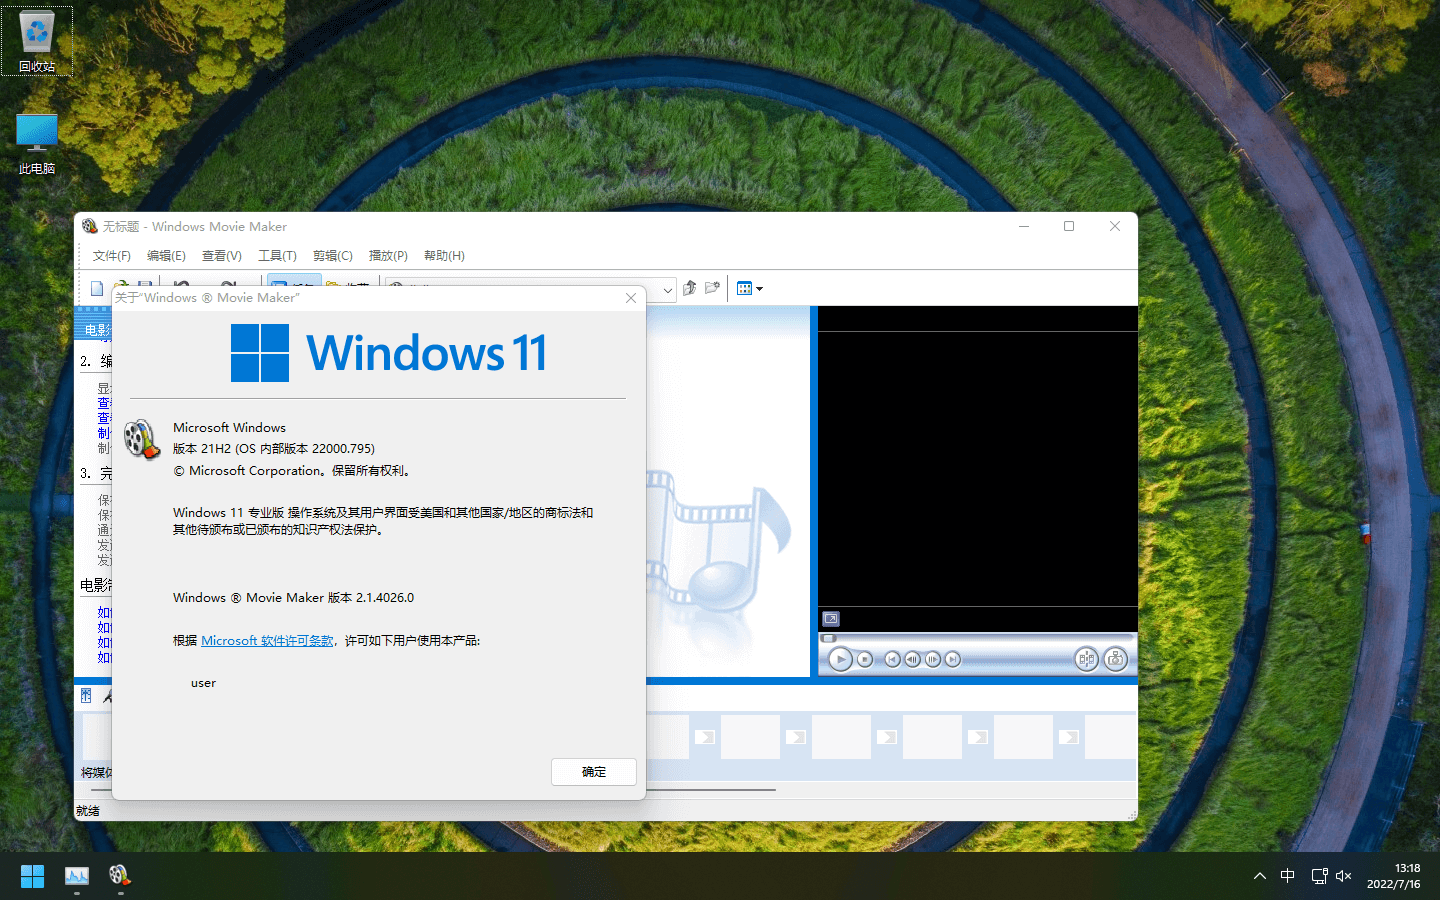 回收站
此电脑
无标题 - Windows Movie Maker
文件(F) 编辑(E) 查看(V) 工具(T) 剪辑(C) 播放(P) 帮助(H)
关于“Windows ® Movie Maker”
Windows 11
Microsoft Windows
版本 21H2 (OS 内部版本 22000.795)
© Microsoft Corporation。保留所有权利。
Windows 11 专业版 操作系统及其用户界面受美国和其他国家/地区的商标法和
其他待颁布或已颁布的知识产权法保护。
Windows ® Movie Maker 版本 2.1.4026.0
根据 Microsoft 软件许可条款，许可如下用户使用本产品:
user
确定
电影
2. 编
显
查
查
制
制
3. 完
保
保
通
发
发
电影
如
如
如
如
将媒体
就绪
中
13:18
2022/7/16